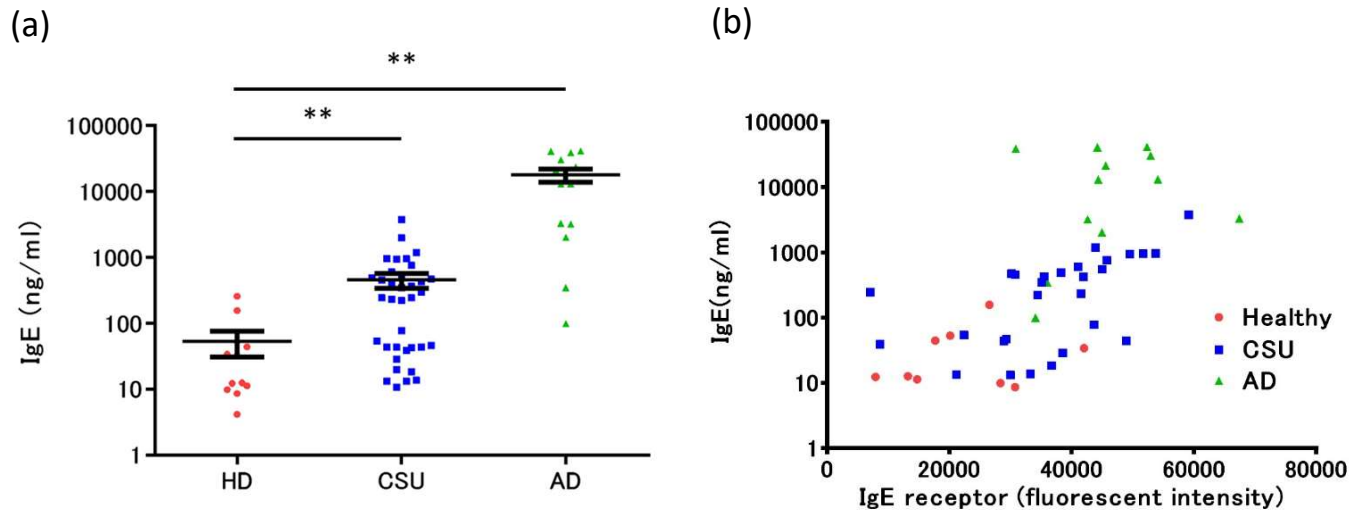 (a)
**
**
100000
10000
1000
100
10
1
IgE (ng/ml)
HD CSU AD
(b)
100000
10000
1000
100
10
1
IgE(ng/ml)
Healthy
CSU
AD
0 20000 40000 60000 80000
IgE receptor (fluorescent intensity)